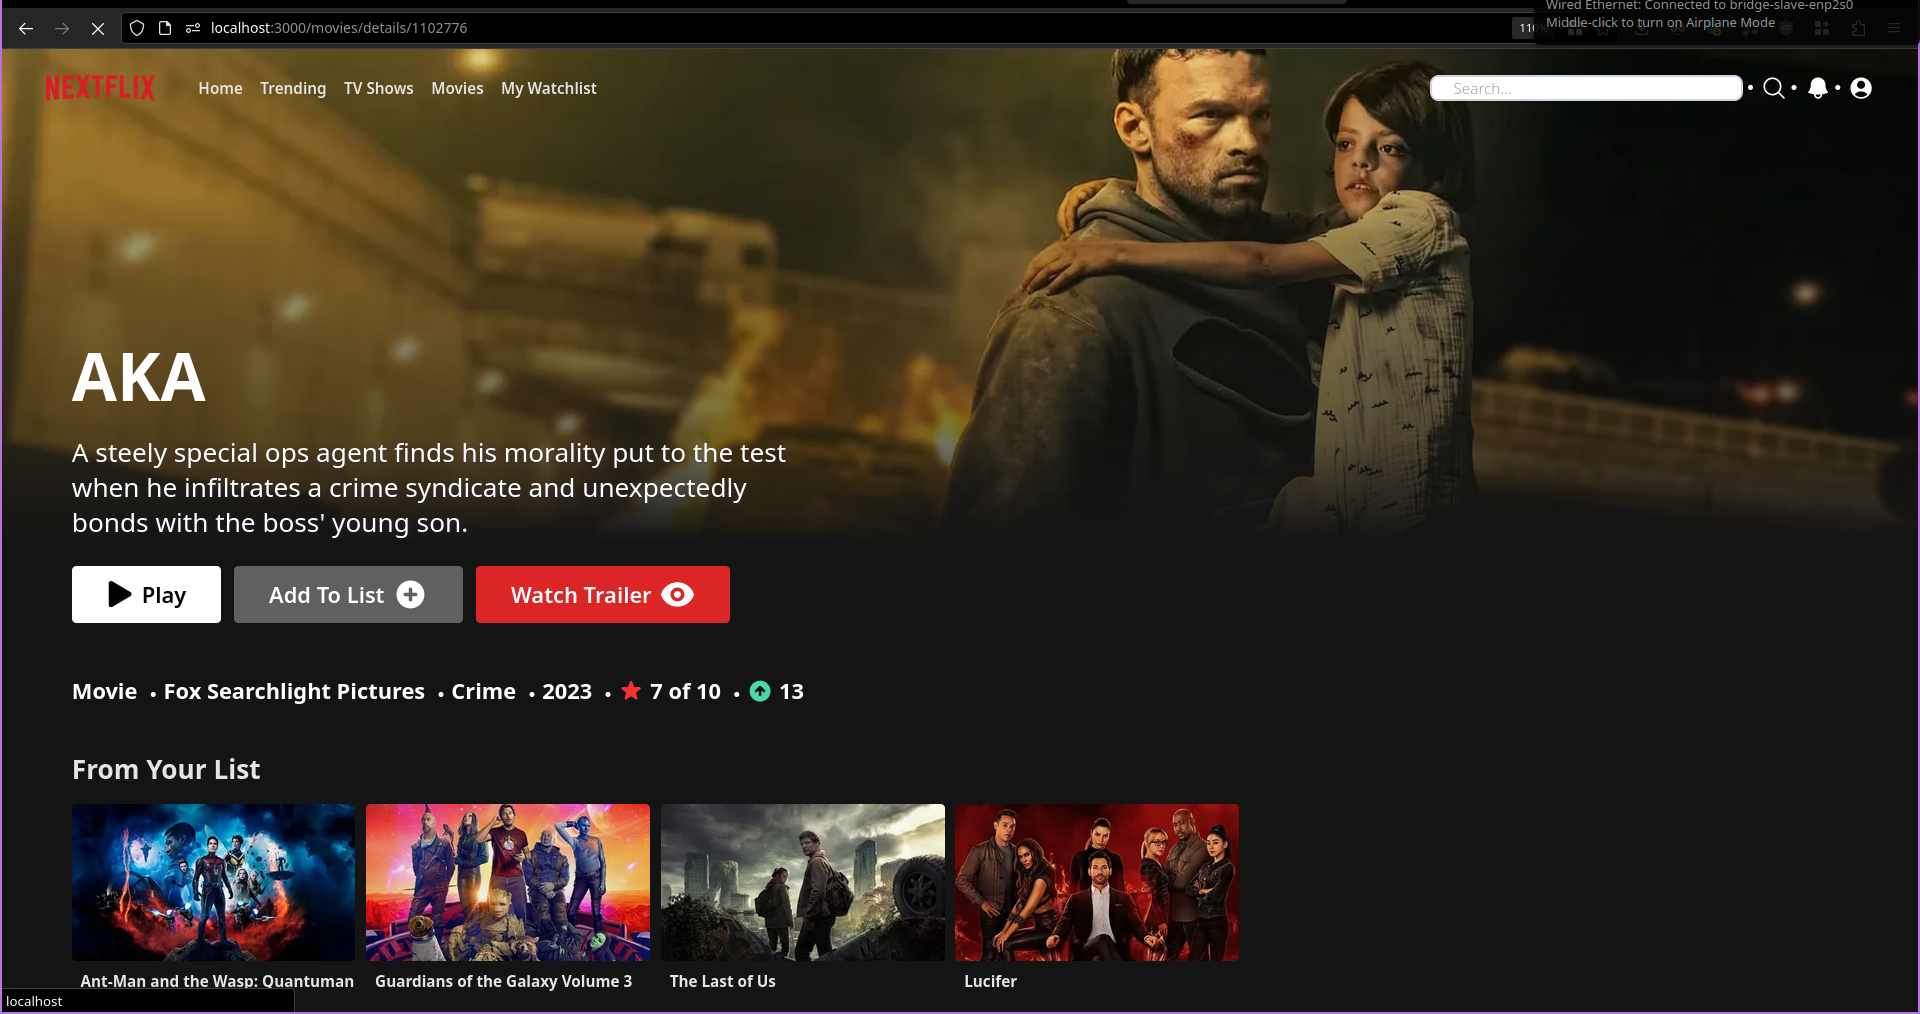 Wired Ethernet: Connected to bridge-slave-enp2s0
Middle-click to turn on Airplane Mode
localhost:3000/movies/details/1102776
110
NEXTFLIX
Home Trending TV Shows Movies My Watchlist
Search...
AKA
A steely special ops agent finds his morality put to the test
when he infiltrates a crime syndicate and unexpectedly
bonds with the boss' young son.
Play
Add To List
Watch Trailer
Movie • Fox Searchlight Pictures • Crime • 2023 • 7 of 10 • 13
From Your List
Ant-Man and the Wasp: Quantuman
Guardians of the Galaxy Volume 3
The Last of Us
Lucifer
localhost